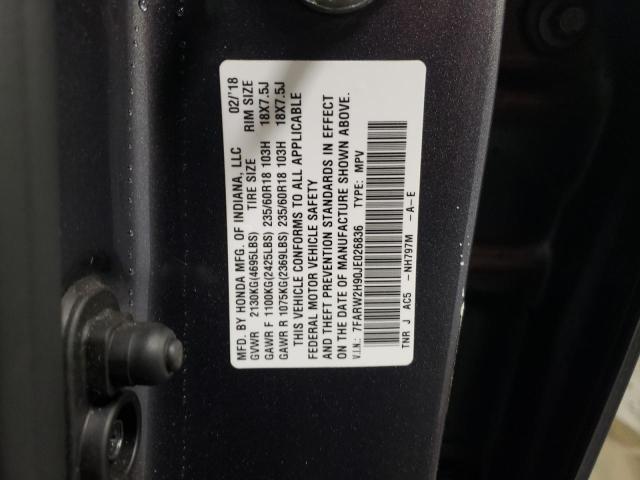 MFD. BY HONDA MFG. OF INDIANA, LLC 02/'18
GVWR 2130KG(4695LBS) TIRE SIZE RIM SIZE
GAWR F 1100KG(2425LBS) 235/60R18 103H 18X7.5J
GAWR R 1075KG(2369LBS) 235/60R18 103H 18X7.5J
THIS VEHICLE CONFORMS TO ALL APPLICABLE
FEDERAL MOTOR VEHICLE SAFETY
AND THEFT PREVENTION STANDARDS IN EFFECT
ON THE DATE OF MANUFACTURE SHOWN ABOVE.
V.I.N.: 7FARW2H90JE026836 TYPE: MPV
TNR J AC5 -NH797M -A-E